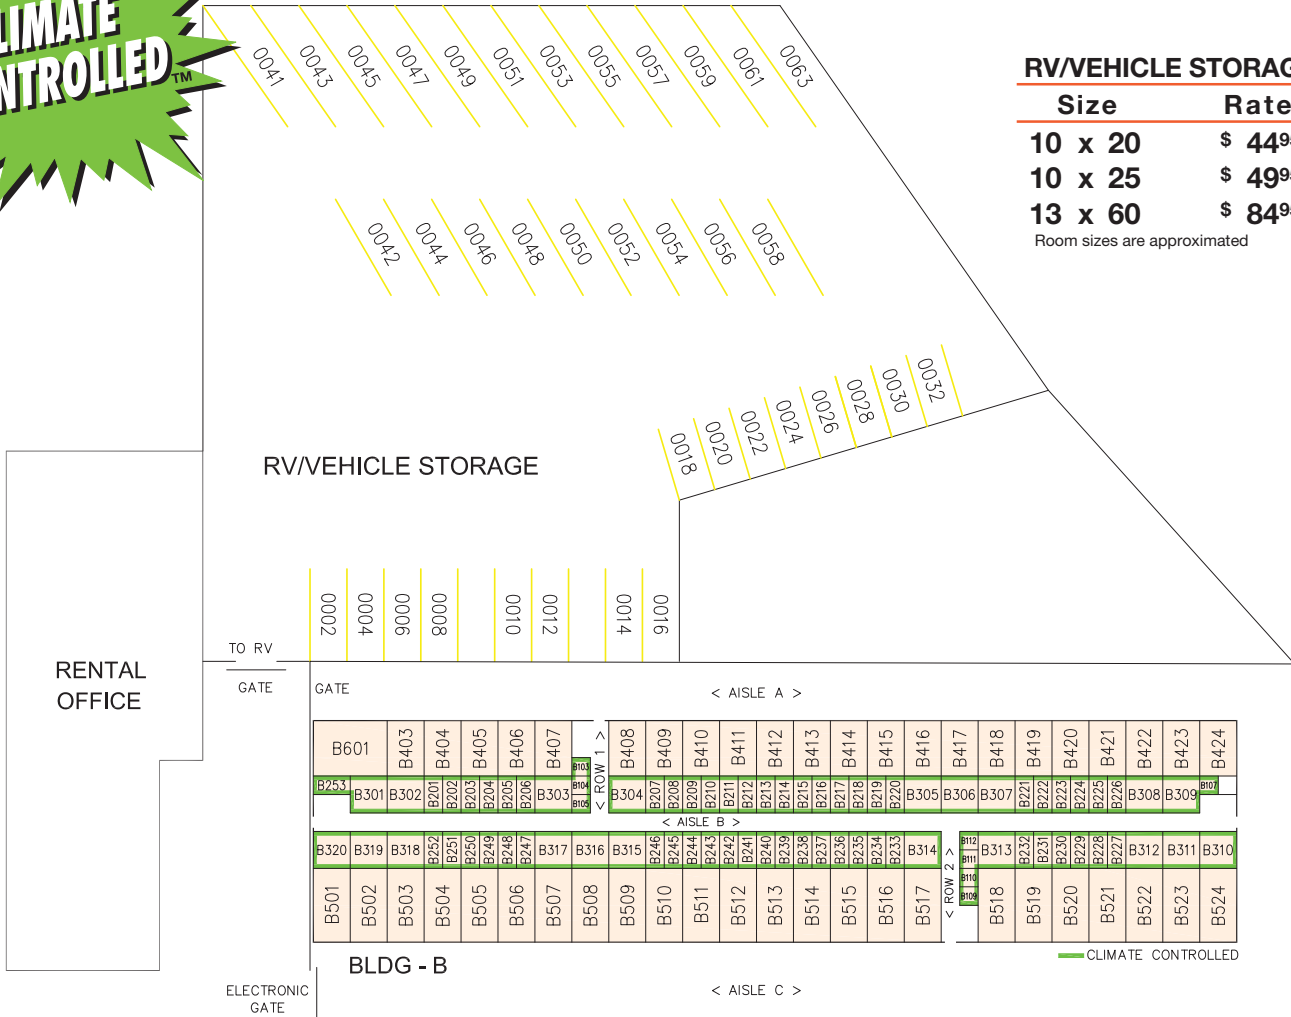 TM
RV/VEHICLE STORAG
Size Rate
10 x 20 $ 44
10 x 25 $ 49
13 x 60 $ 84
Room sizes are approximated
0041 0043 0045 0047 0049 0051 0053 0055 0057 0059 0061 0063
0042 0044 0046 0048 0050 0052 0054 0056 0058
0018 0020 0022 0024 0026 0028 0030 0032
RV/VEHICLE STORAGE
0002 0004 0006 0008 0010 0012 0014 0016
TO RV
GATE
GATE
RENTAL
OFFICE
< AISLE A >
B601 B403 B404 B405 B406 B407 B408 B409 B410 B411 B412 B413 B414 B415 B416 B417 B418 B419 B420 B421 B422 B423 B424
< ROW 1 >
B103
B104
B105
B253 B301 B302 B201 B202 B203 B204 B205 B206 B303 B304 B207 B208 B209 B210 B211 B212 B213 B214 B215 B216 B217 B218 B219 B220 B305 B306 B307 B221 B222 B223 B224 B225 B226 B308 B309 B107
< AISLE B >
B320 B319 B318 B252 B251 B250 B249 B248 B247 B317 B316 B315 B246 B245 B244 B243 B242 B241 B240 B239 B238 B237 B236 B235 B234 B233 B314 B313 B232 B231 B230 B229 B228 B227 B312 B311 B310
< ROW 2 >
B112
B111
B110
B109
B501 B502 B503 B504 B505 B506 B507 B508 B509 B510 B511 B512 B513 B514 B515 B516 B517 B518 B519 B520 B521 B522 B523 B524
CLIMATE CONTROLLED
BLDG - B
ELECTRONIC
GATE
< AISLE C >